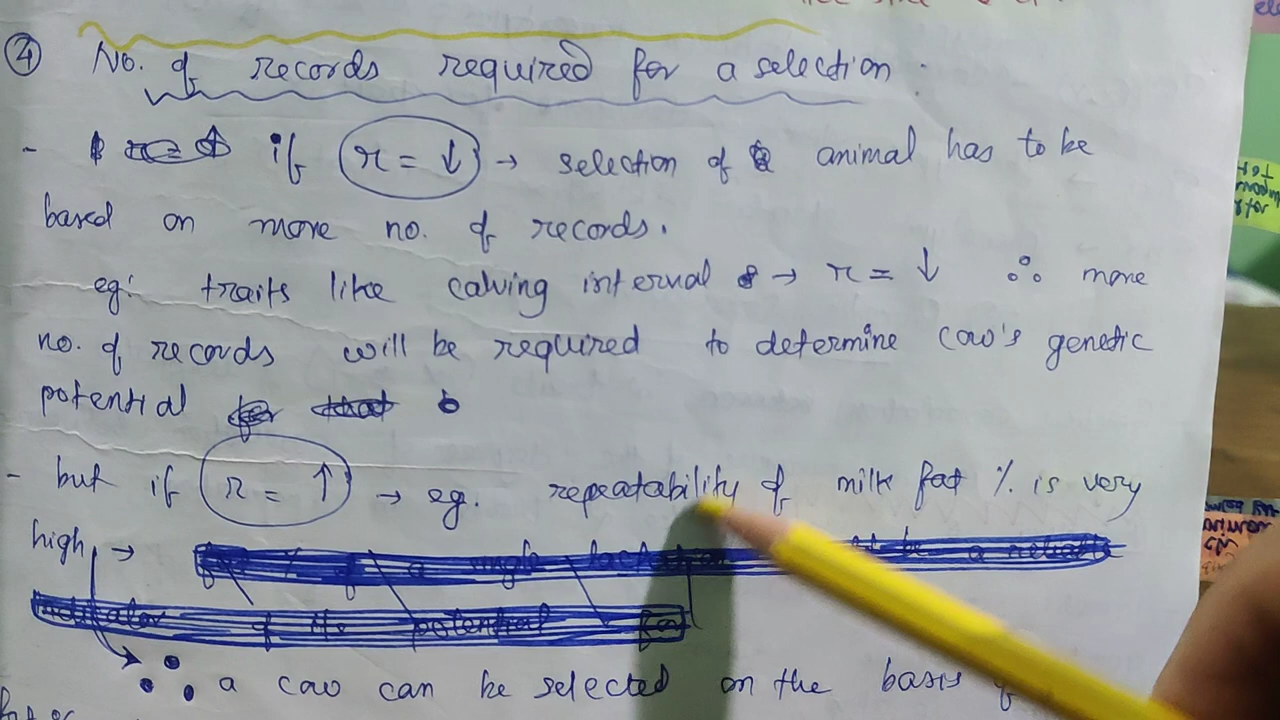 ④ No. of records required for a selection.
- if r = ↓ → selection of animal has to be
based on more no. of records.
eg: traits like calving interval → r = ↓ ∴ more
no. of records will be required to determine cow's genetic
potential
- but if r = ↑ → eg. repeatability of milk fat % is very
high, →
∴ a cow can be selected on the basis of